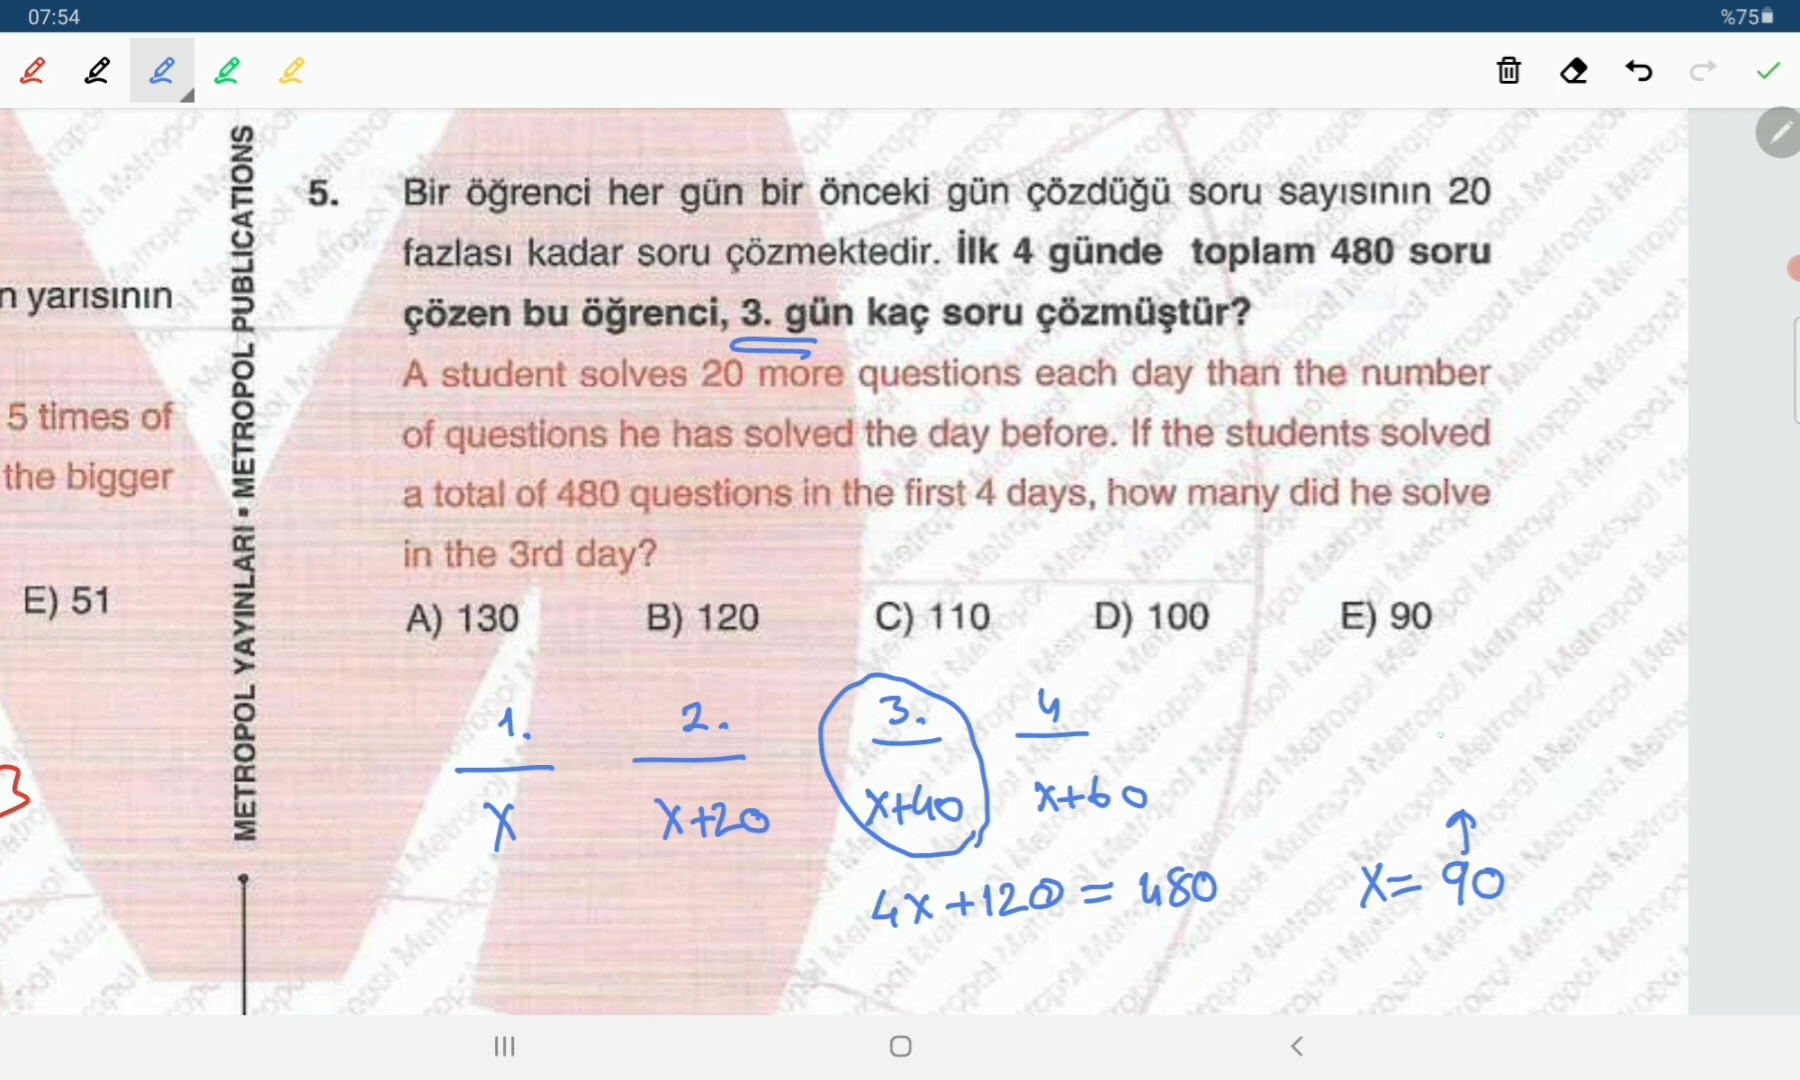 07:54
%75
METROPOL YAYINLARI • METROPOL PUBLICATIONS
n yarısının
5 times of
the bigger
E) 51
3
5. Bir öğrenci her gün bir önceki gün çözdüğü soru sayısının 20
fazlası kadar soru çözmektedir. İlk 4 günde toplam 480 soru
çözen bu öğrenci, 3. gün kaç soru çözmüştür?
A student solves 20 more questions each day than the number
of questions he has solved the day before. If the students solved
a total of 480 questions in the first 4 days, how many did he solve
in the 3rd day?
A) 130 B) 120 C) 110 D) 100 E) 90
1. 2. 3. 4
x x+20 x+40 x+60
4x+120=480 x=90